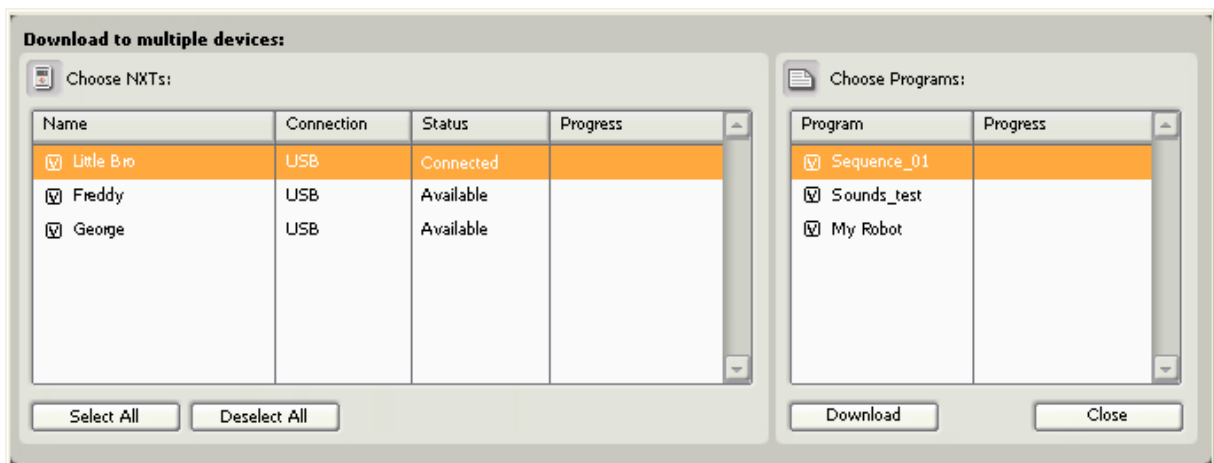 Download to multiple devices:
Choose NXTs:
Name Connection Status Progress
Little Bro USB Connected
Freddy USB Available
George USB Available
Select All Deselect All
Choose Programs:
Program Progress
Sequence_01
Sounds_test
My Robot
Download Close